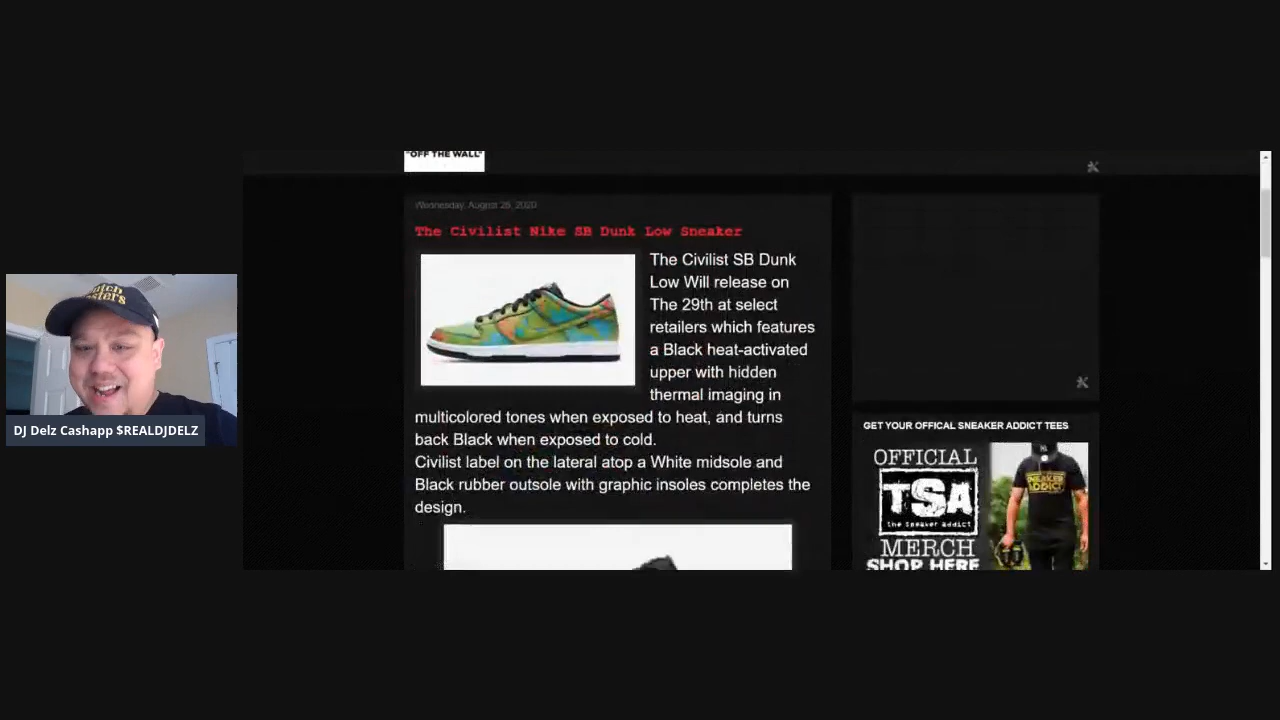 "OFF THE WALL"
Wednesday, August 26, 2020
The Civilist Nike SB Dunk Low Sneaker
The Civilist SB Dunk
Low Will release on
The 29th at select
retailers which features
a Black heat-activated
upper with hidden
thermal imaging in
multicolored tones when exposed to heat, and turns
back Black when exposed to cold.
Civilist label on the lateral atop a White midsole and
Black rubber outsole with graphic insoles completes the
design.
GET YOUR OFFICAL SNEAKER ADDICT TEES
OFFICIAL
TSA
the Sneaker Addict
MERCH
SHOP HERE
SNEAKER
ADDICT
DJ Delz Cashapp $REALDJDELZ